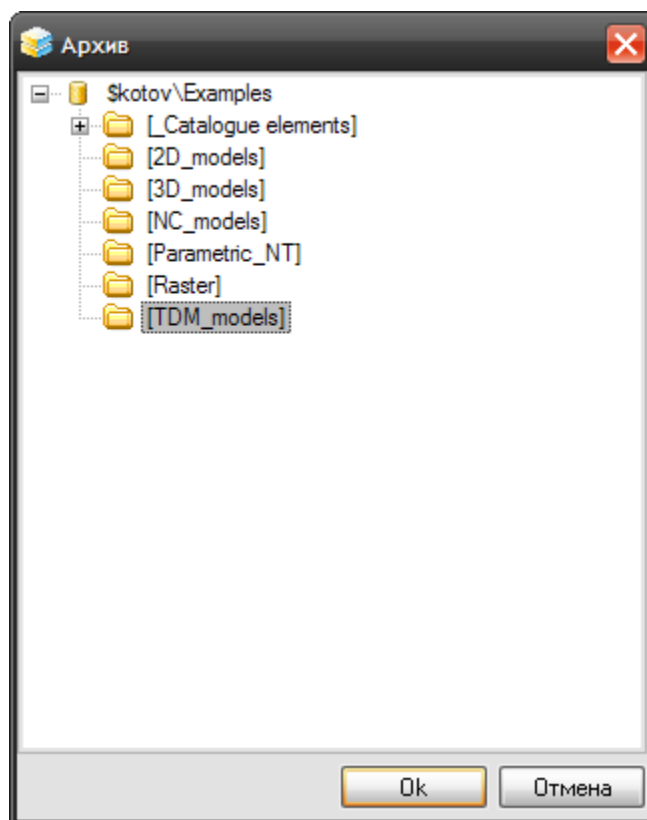 Архив
$kotov\Examples
[_Catalogue elements]
[2D_models]
[3D_models]
[NC_models]
[Parametric_NT]
[Raster]
[TDM_models]
Ok Отмена